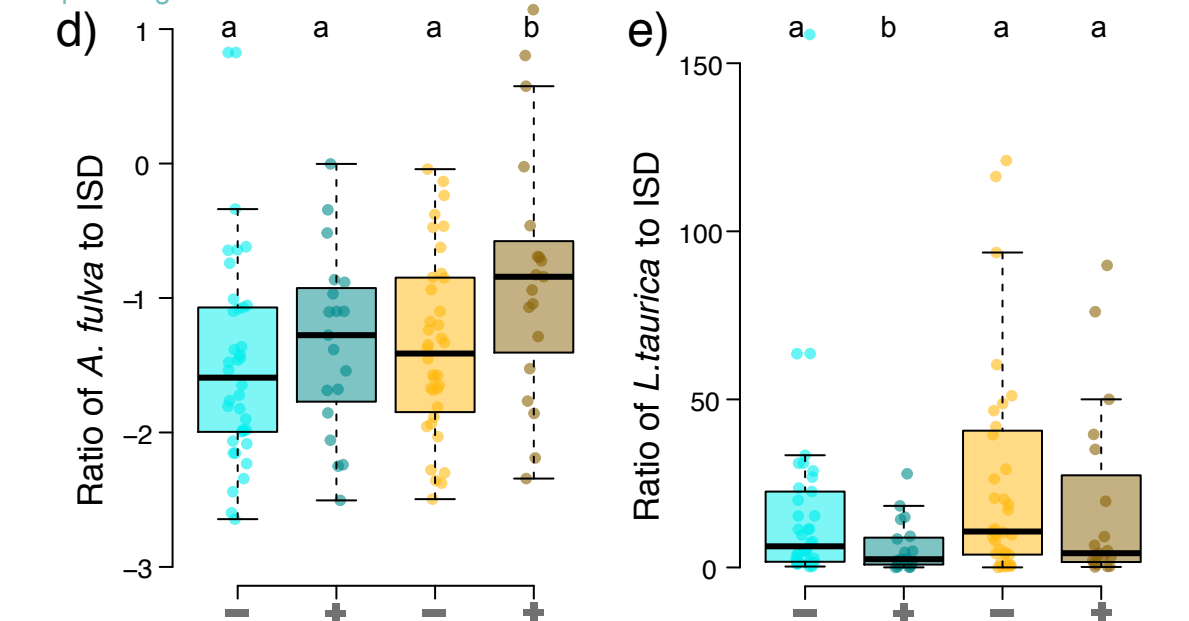 d)
a a a b
Ratio of A. fulva to ISD
1
0
−1
−2
−3
− + − +
e)
a b a a
Ratio of L.taurica to ISD
150
100
50
0
− + − +